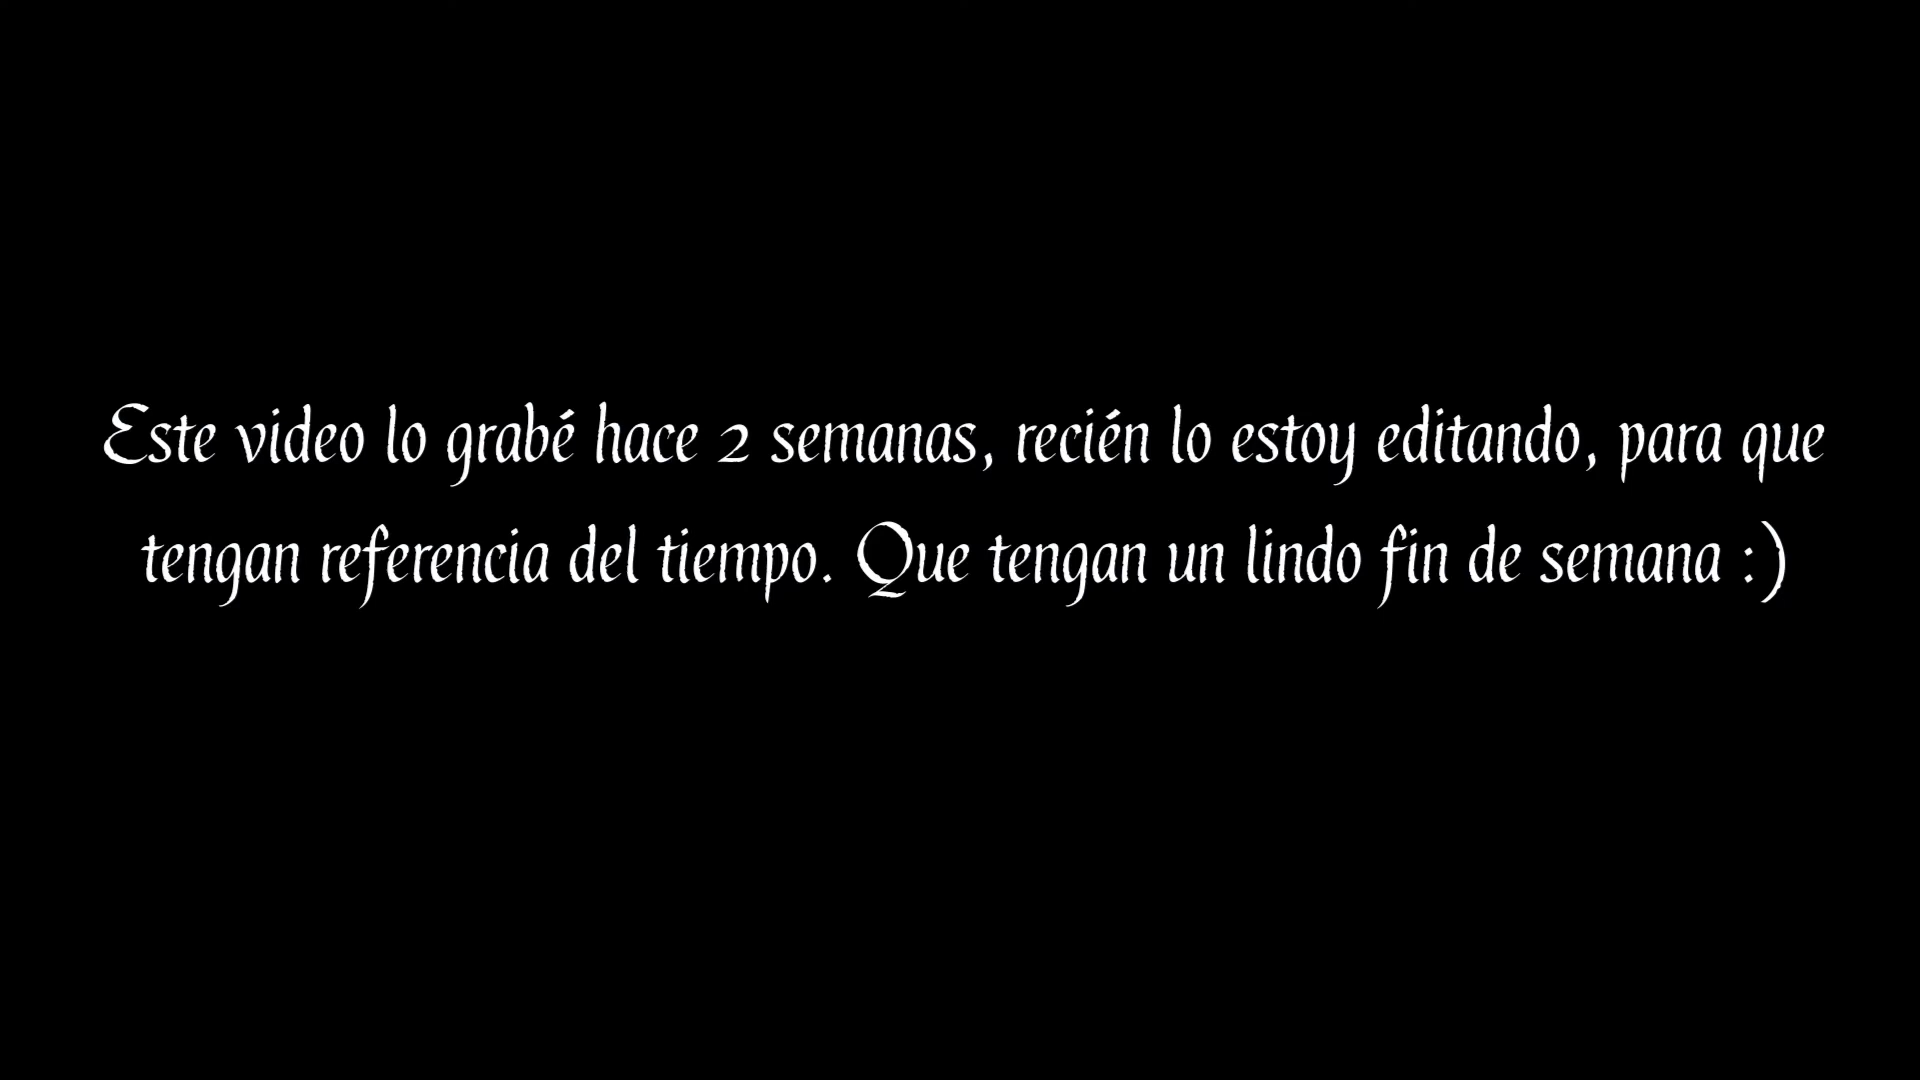 Este video lo grabé hace 2 semanas, recién lo estoy editando, para que
tengan referencia del tiempo. Que tengan un lindo fin de semana :)